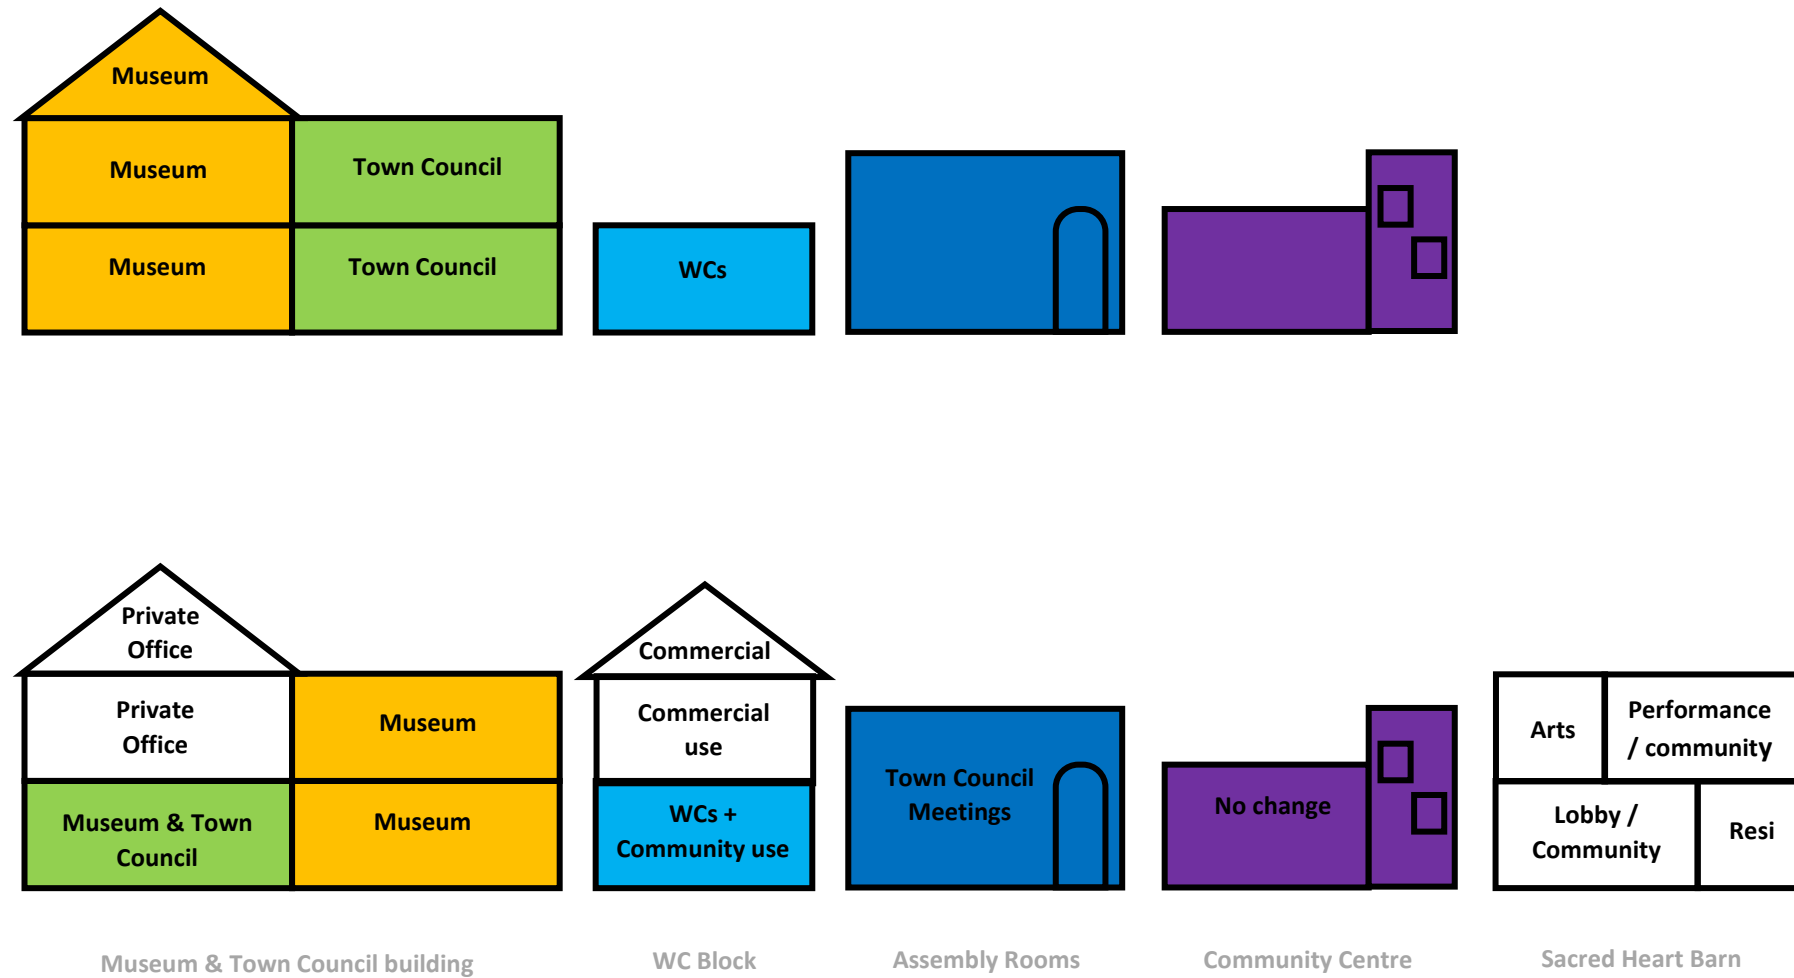 Museum
Museum
Town Council
Museum
Town Council
WCs
Private
Office
Commercial
Private
Office
Museum
Commercial
use
Arts
Performance
/ community
Museum & Town
Council
Museum
WCs +
Community use
Town Council
Meetings
No change
Lobby /
Community
Resi
Museum & Town Council building
WC Block
Assembly Rooms
Community Centre
Sacred Heart Barn